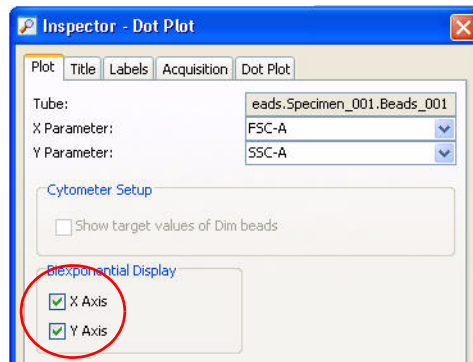 Inspector - Dot Plot
Plot Title Labels Acquisition Dot Plot
Tube: eads.Specimen_001.Beads_001
X Parameter: FSC-A
Y Parameter: SSC-A
Cytometer Setup
Show target values of Dim beads
Biexponential Display
X Axis
Y Axis